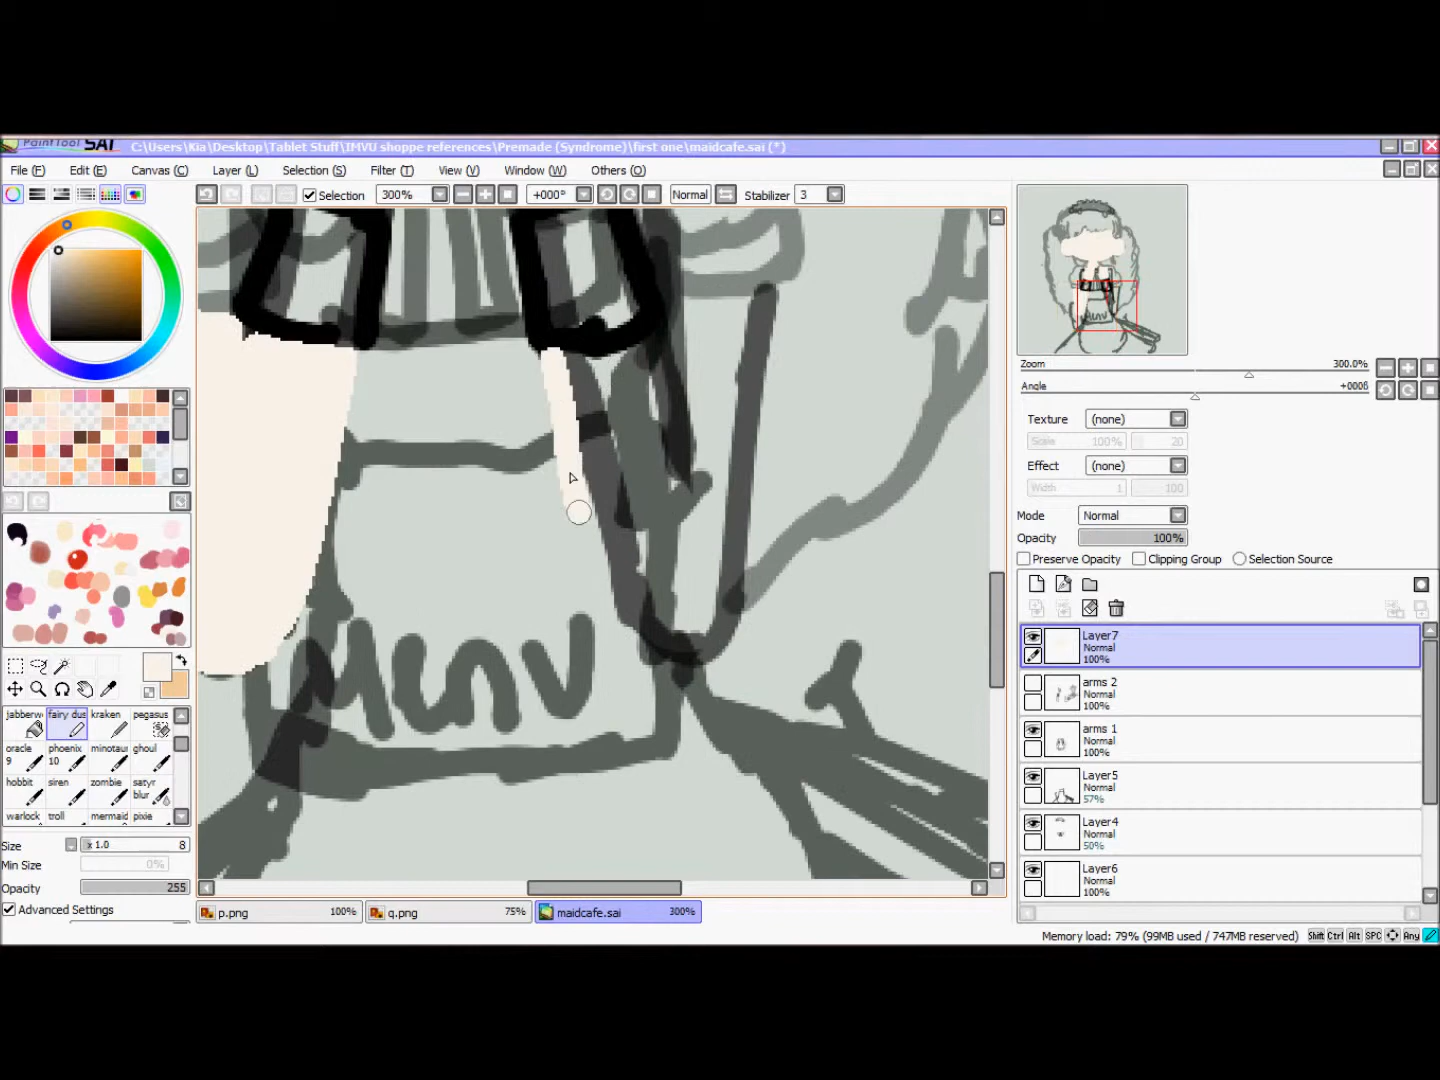 PaintTool SAI C:\Users\Kia\Desktop\Tablet Stuff\IMVU shoppe references\Premade (Syndrome)\first one\maidcafe.sai (*)
File (F) Edit (E) Canvas (C) Layer (L) Selection (S) Filter (T) View (V) Window (W) Others (O)
Selection 300% +000° Normal Stabilizer 3
Zoom 300.0%
Angle +000ß
Texture (none)
Scale 100% 20
Effect (none)
Width 1 100
Mode Normal
Opacity 100%
Preserve Opacity Clipping Group Selection Source
Layer7
Normal
100%
arms 2
Normal
100%
arms 1
Normal
100%
Layer5
Normal
57%
Layer4
Normal
50%
Layer6
Normal
100%
jabberw fairy dus kraken pegasus
oracle phoenix minotau ghoul
9 10
hobbit siren zombie satyr
blur
warlock troll mermaid pixie
Size x 1.0 8
Min Size 0%
Opacity 255
Advanced Settings
p.png 100% q.png 75% maidcafe.sai 300%
Memory load: 79% (99MB used / 747MB reserved) Shift Ctrl Alt SPC Any